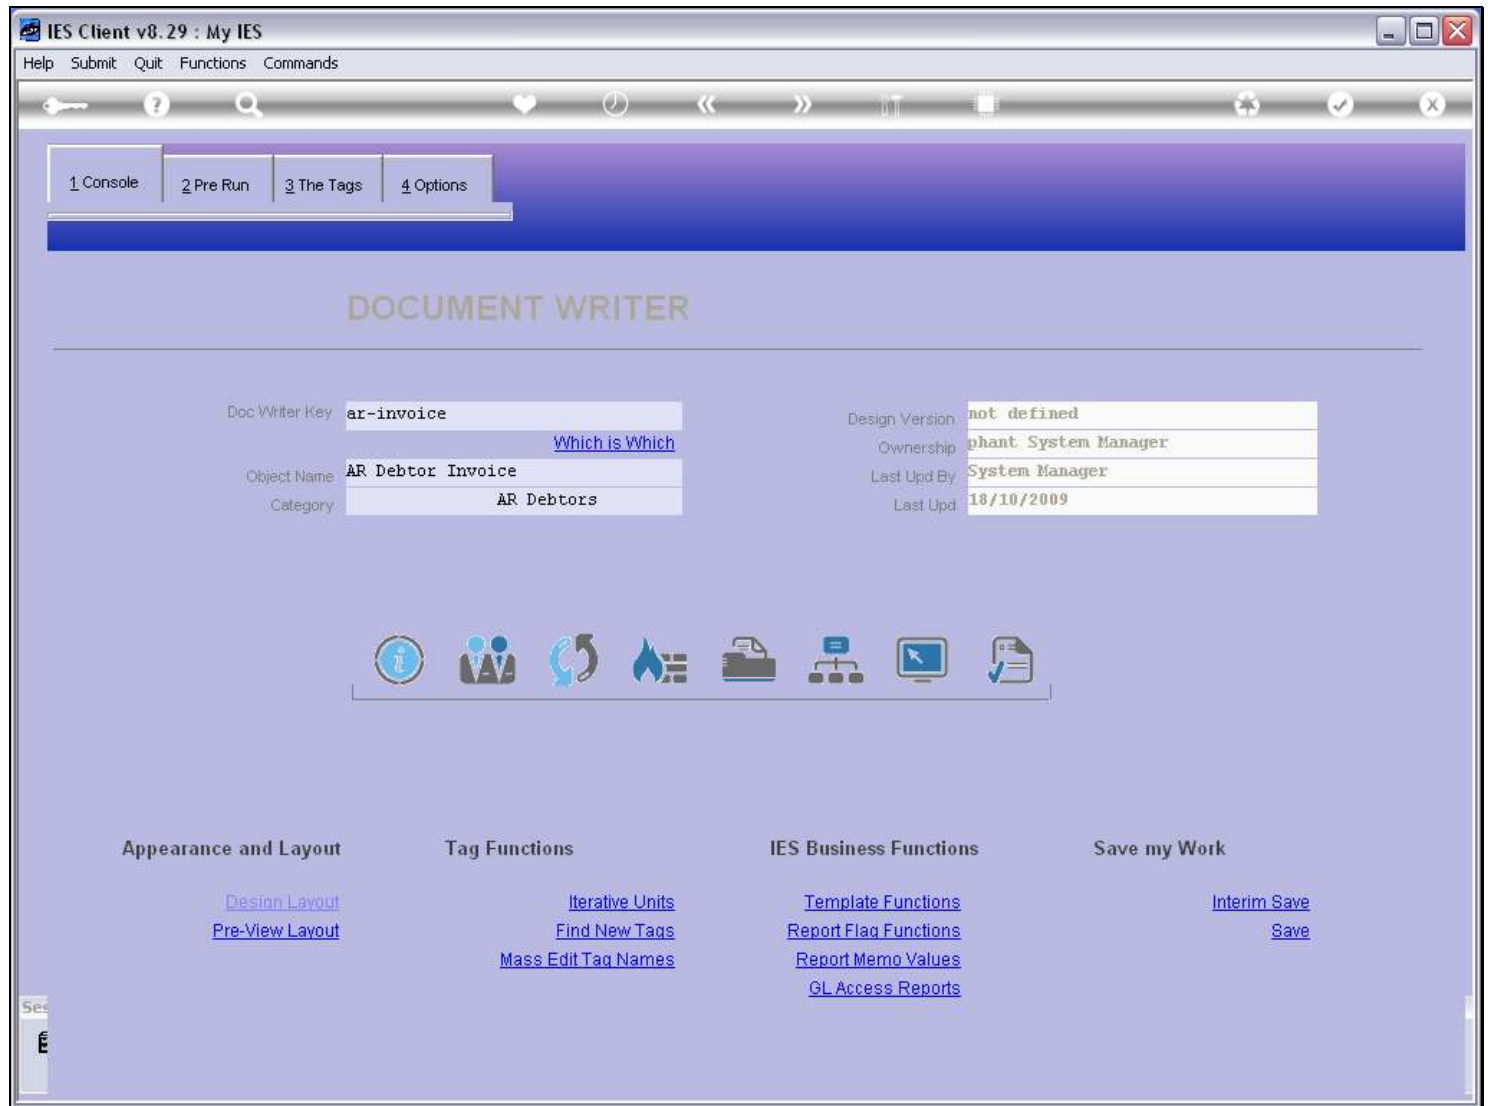 IES Client v8.29 : My IES
Help Submit Quit Functions Commands
1 Console 2 Pre Run 3 The Tags 4 Options
DOCUMENT WRITER
Doc Writer Key ar-invoice
Which is Which
Object Name AR Debtor Invoice
Category AR Debtors
Design Version not defined
Ownership phant System Manager
Last Upd By System Manager
Last Upd 18/10/2009
Appearance and Layout
Design Layout
Pre-View Layout
Tag Functions
Iterative Units
Find New Tags
Mass Edit Tag Names
IES Business Functions
Template Functions
Report Flag Functions
Report Memo Values
GL Access Reports
Save my Work
Interim Save
Save